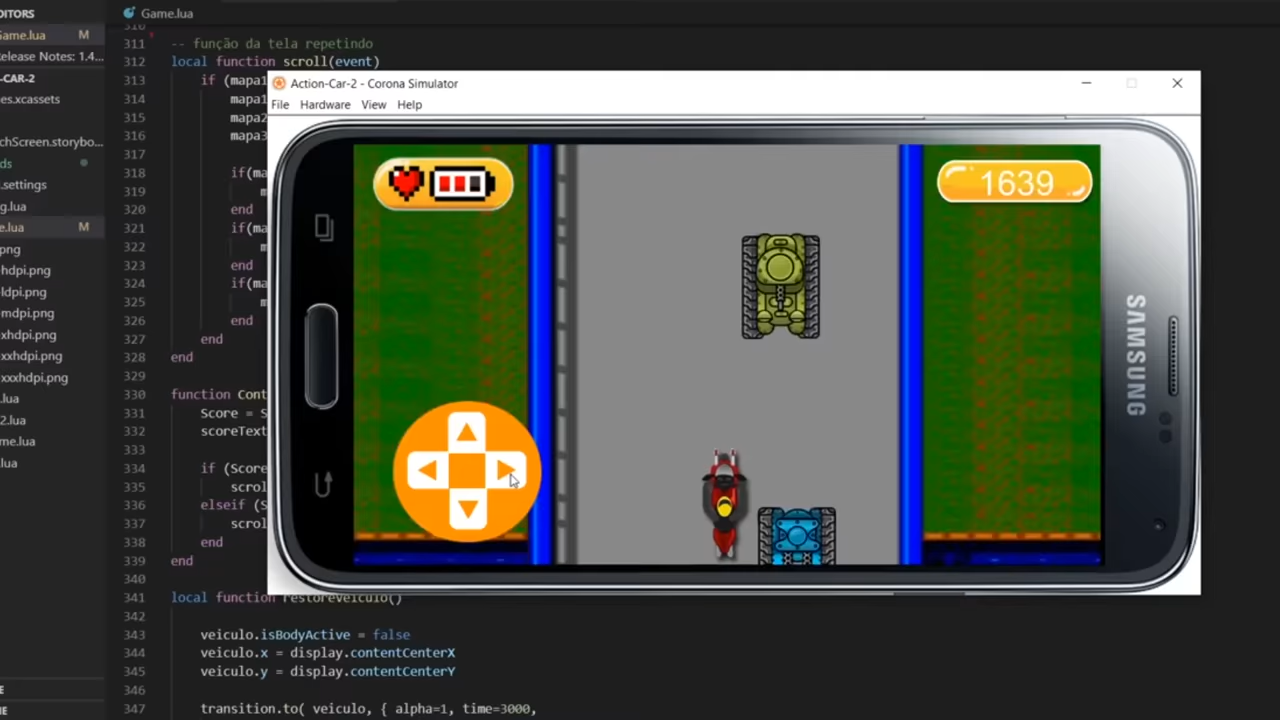 DITORS
Game.lua
Game.lua M
elease Notes: 1.4...
-CAR-2
es.xcassets
chScreen.storybo...
ds
.settings
g.lua
e.lua M
png
-hdpi.png
-ldpi.png
-mdpi.png
xhdpi.png
-xxhdpi.png
xxxhdpi.png
.lua
2.lua
me.lua
.lua
310
311 -- função da tela repetindo
312 local function scroll(event)
313 if (mapa1
314 mapa1
315 mapa2
316 mapa3
317
318 if(ma
319 m
320 end
321 if(ma
322 m
323 end
324 if(ma
325 m
326 end
327 end
328 end
329
330 function Cont
331 Score = S
332 scoreText
333
334 if (Score
335 scrol
336 elseif (S
337 scrol
338 end
339 end
340
341 local function restoreVeiculo()
342
343 veiculo.isBodyActive = false
344 veiculo.x = display.contentCenterX
345 veiculo.y = display.contentCenterY
346
347 transition.to( veiculo, { alpha=1, time=3000,
Action-Car-2 - Corona Simulator
File Hardware View Help
1639
SAMSUNG